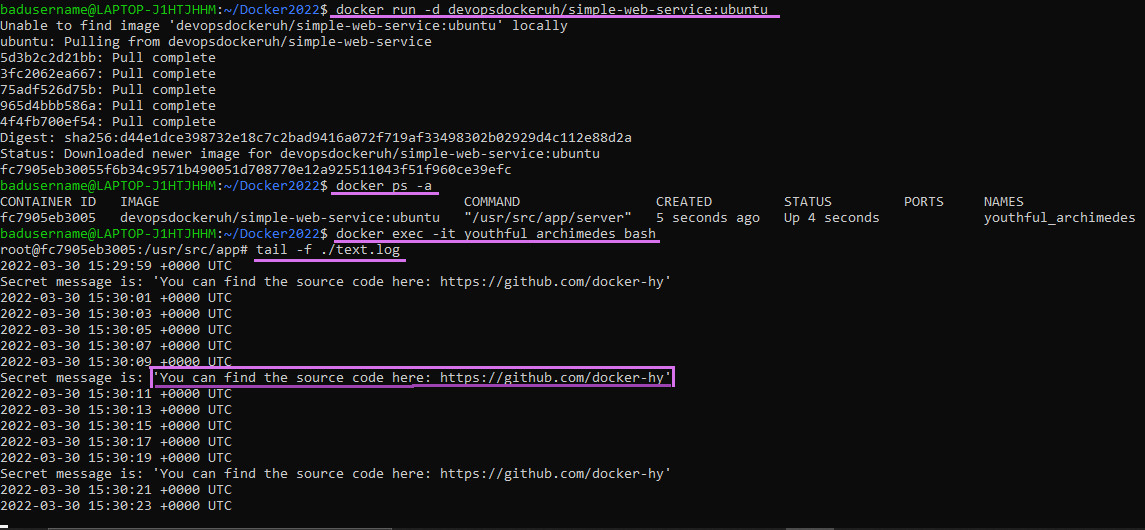 badusername@LAPTOP-J1HTJHHM:~/Docker2022$ docker run -d devopsdockeruh/simple-web-service:ubuntu
Unable to find image 'devopsdockeruh/simple-web-service:ubuntu' locally
ubuntu: Pulling from devopsdockeruh/simple-web-service
5d3b2c2d21bb: Pull complete
3fc2062ea667: Pull complete
75adf526d75b: Pull complete
965d4bbb586a: Pull complete
4f4fb700ef54: Pull complete
Digest: sha256:d44e1dce398732e18c7c2bad9416a072f719af33498302b02929d4c112e88d2a
Status: Downloaded newer image for devopsdockeruh/simple-web-service:ubuntu
fc7905eb30055f6b34c9571b490051d708770e12a925511043f51f960ce39efc
badusername@LAPTOP-J1HTJHHM:~/Docker2022$ docker ps -a
CONTAINER ID   IMAGE                                      COMMAND                 CREATED         STATUS         PORTS     NAMES
fc7905eb3005   devopsdockeruh/simple-web-service:ubuntu   "/usr/src/app/server"   5 seconds ago   Up 4 seconds             youthful_archimedes
badusername@LAPTOP-J1HTJHHM:~/Docker2022$ docker exec -it youthful_archimedes bash
root@fc7905eb3005:/usr/src/app# tail -f ./text.log
2022-03-30 15:29:59 +0000 UTC
Secret message is: 'You can find the source code here: https://github.com/docker-hy'
2022-03-30 15:30:01 +0000 UTC
2022-03-30 15:30:03 +0000 UTC
2022-03-30 15:30:05 +0000 UTC
2022-03-30 15:30:07 +0000 UTC
2022-03-30 15:30:09 +0000 UTC
Secret message is: 'You can find the source code here: https://github.com/docker-hy'
2022-03-30 15:30:11 +0000 UTC
2022-03-30 15:30:13 +0000 UTC
2022-03-30 15:30:15 +0000 UTC
2022-03-30 15:30:17 +0000 UTC
2022-03-30 15:30:19 +0000 UTC
Secret message is: 'You can find the source code here: https://github.com/docker-hy'
2022-03-30 15:30:21 +0000 UTC
2022-03-30 15:30:23 +0000 UTC